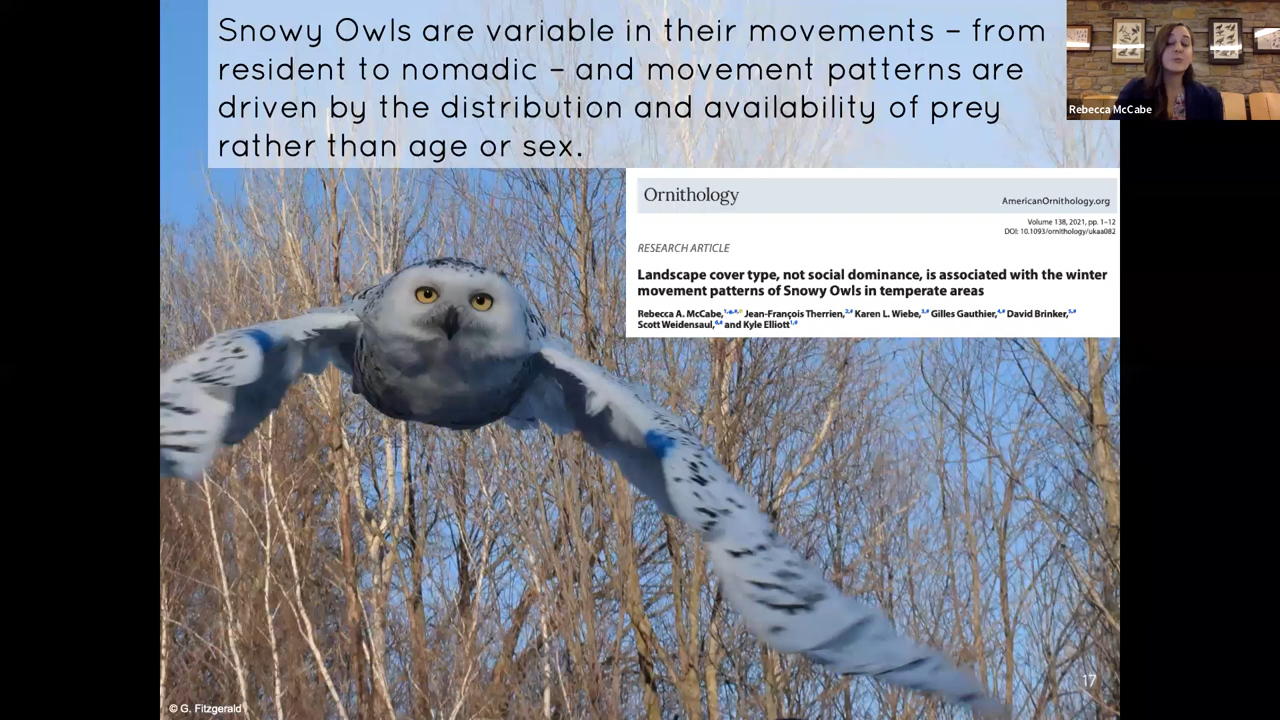 Snowy Owls are variable in their movements – from
resident to nomadic – and movement patterns are
driven by the distribution and availability of prey
rather than age or sex.
Rebecca McCabe
Ornithology
AmericanOrnithology.org
Volume 138, 2021, pp. 1–12
DOI: 10.1093/ornithology/ukaa082
RESEARCH ARTICLE
Landscape cover type, not social dominance, is associated with the winter
movement patterns of Snowy Owls in temperate areas
Rebecca A. McCabe, Jean-François Therrien, Karen L. Wiebe, Gilles Gauthier, David Brinker,
Scott Weidensaul, and Kyle Elliott
17
© G. Fitzgerald